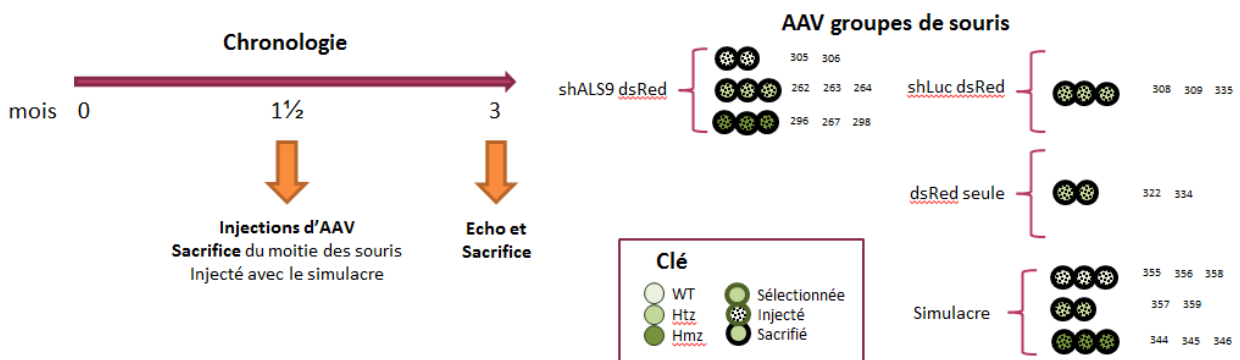 Chronologie
mois 0 1½ 3
Injections d'AAV
Sacrifice du moitie des souris
Injecté avec le simulacre
Echo et
Sacrifice
AAV groupes de souris
shALS9 dsRed
305 306
262 263 264
296 267 298
shLuc dsRed
308 309 335
dsRed seule
322 334
Simulacre
355 356 358
357 359
344 345 346
Clé
WT
Htz
Hmz
Sélectionnée
Injecté
Sacrifié